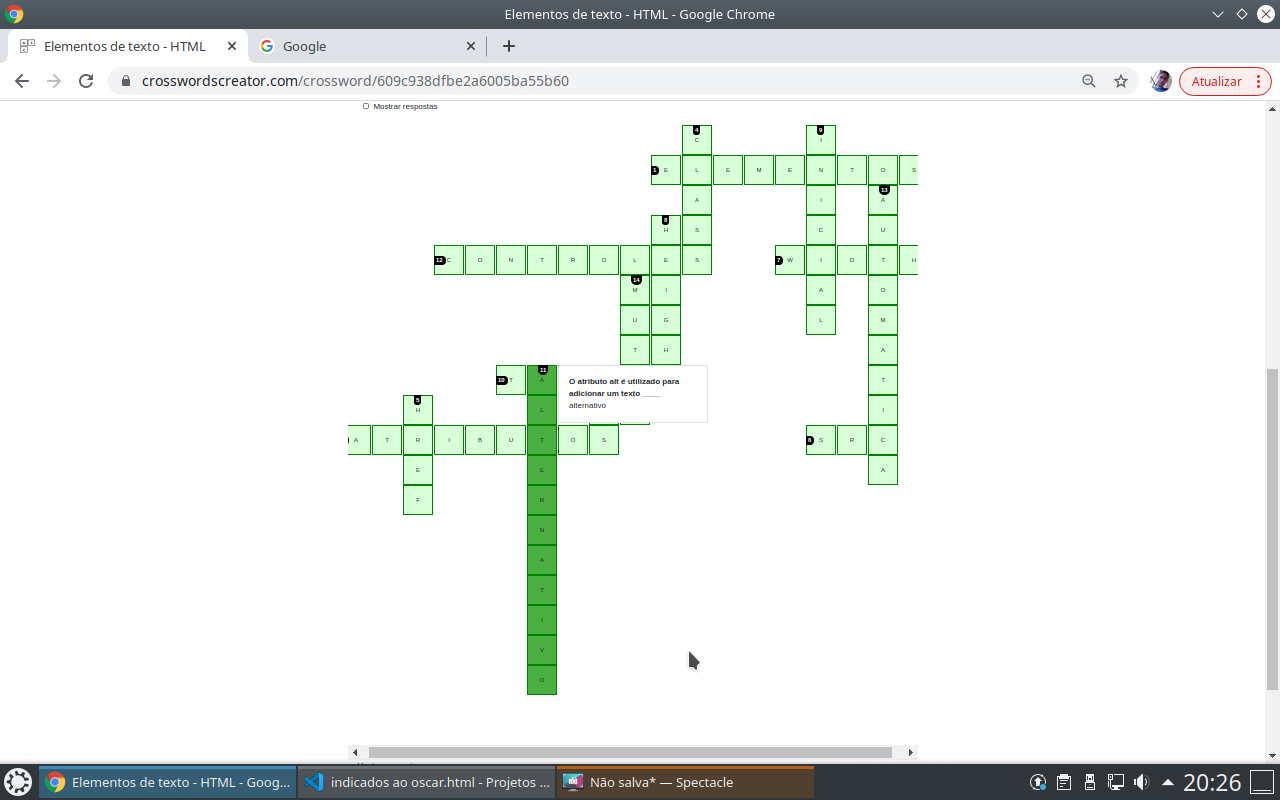 Elementos de texto - HTML - Google Chrome
Elementos de texto - HTML
Google
crosswordscreator.com/crossword/609c938dfbe2a6005ba55b60
Atualizar
Mostrar respostas
4 9
C I
1 E L E M E N T O S
13
A I A
8
H S C U
12 C O N T R O L E S 7 W I D T H
14
M I A O
U G L M
T H A
10 T 11 A T
O atributo alt é utilizado para
adicionar um texto ____
alternativo
5
H L I
A T R I B U T O S 6 S R C
E E A
F R
N
A
T
I
V
O
Elementos de texto - HTML - Goog...
indicados ao oscar.html - Projetos ...
Não salva* — Spectacle
20:26